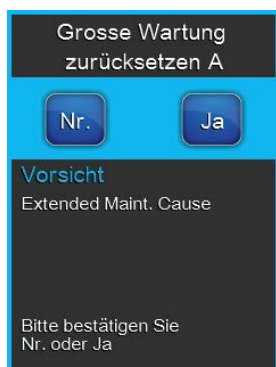 Grosse Wartung
zurücksetzen A
Nr.
Ja
Vorsicht
Extended Maint. Cause
Bitte bestätigen Sie
Nr. oder Ja